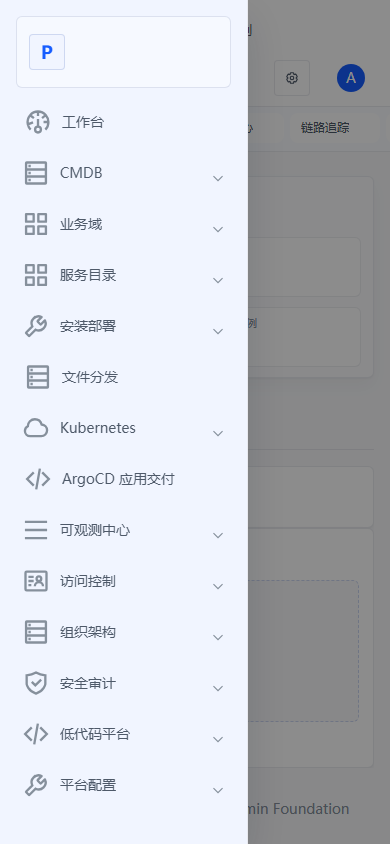 P
A
工作台
链路追踪
CMDB
业务域
服务目录
安装部署
例
文件分发
Kubernetes
ArgoCD 应用交付
可观测中心
访问控制
组织架构
安全审计
低代码平台
平台配置
min Foundation